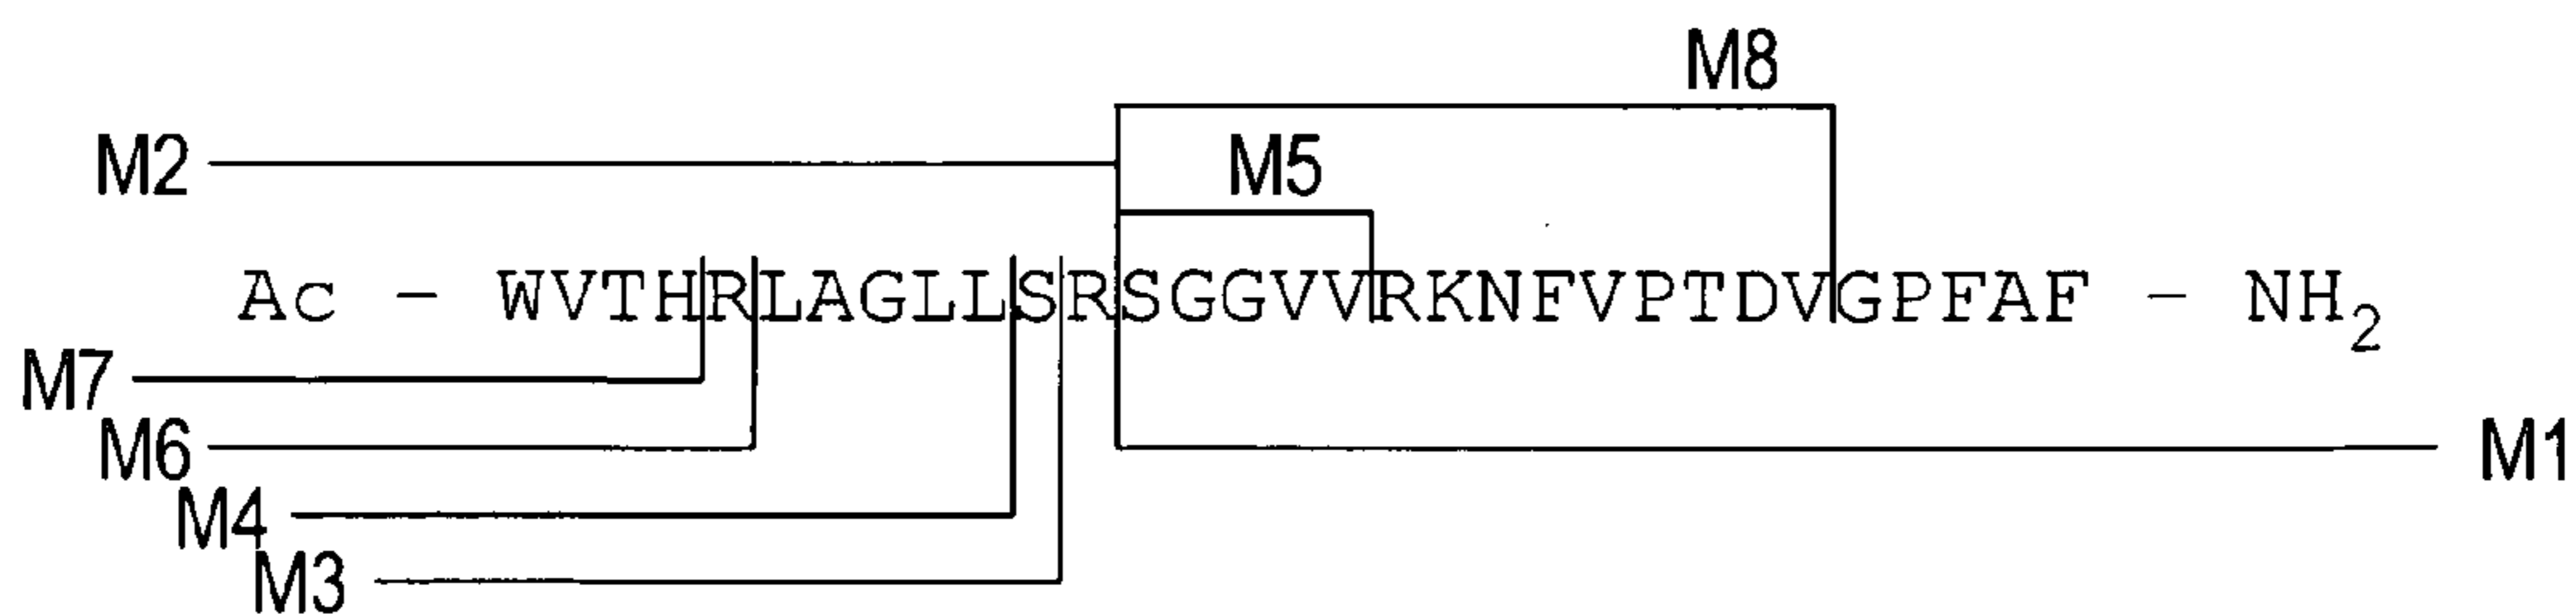 M8
M2
M5
Ac - WVTHRLAGLLSRSGGVVRKNFVPTDVGPFAF - NH2
M7
M6
M1
M4
M3